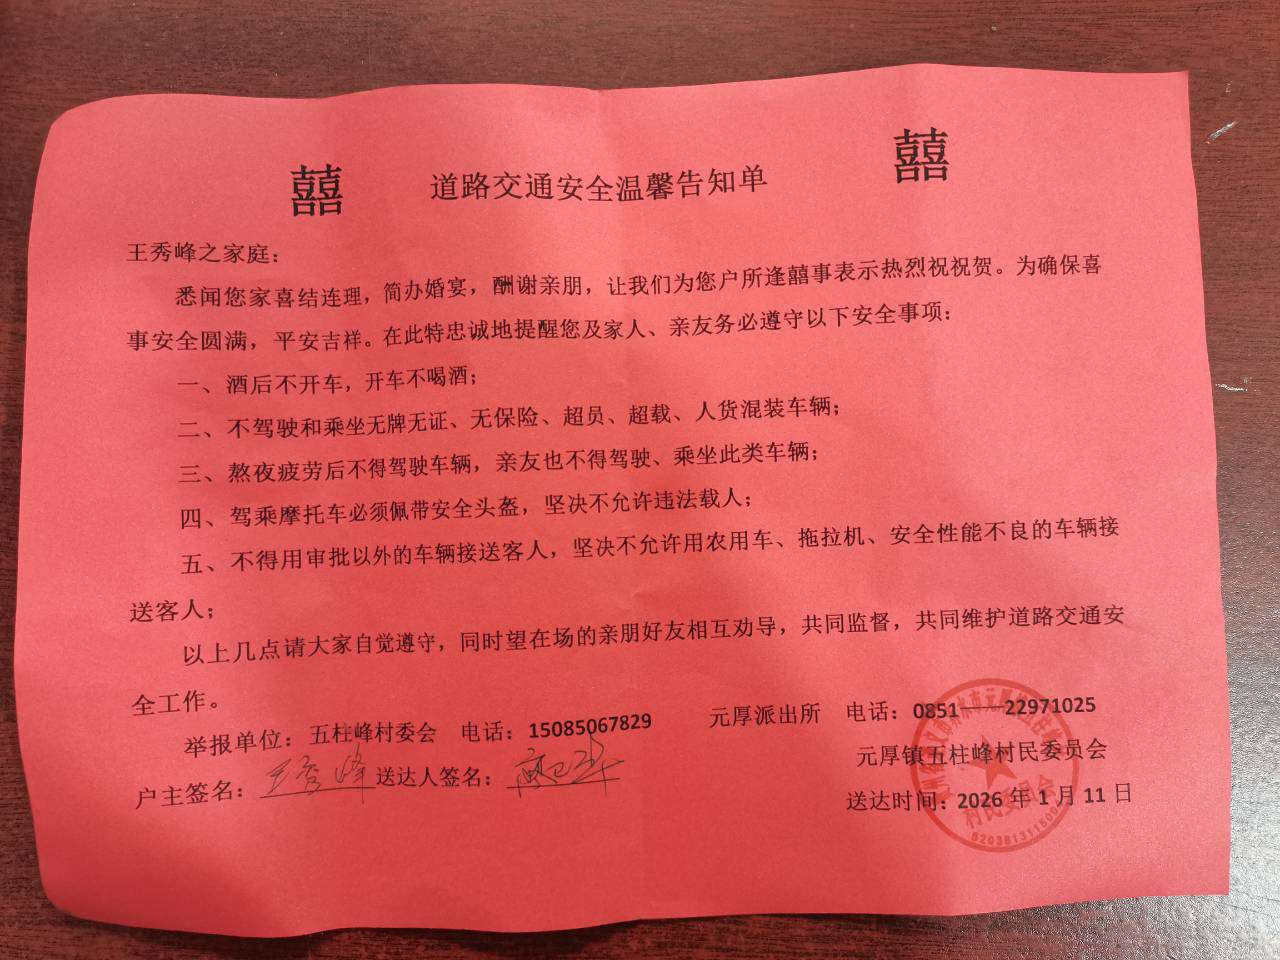 囍 道路交通安全温馨告知单 囍
王秀峰之家庭：
悉闻您家喜结连理，简办婚宴，酬谢亲朋，让我们为您户所逢囍事表示热烈祝祝贺。为确保喜
事安全圆满，平安吉祥。在此特忠诚地提醒您及家人、亲友务必遵守以下安全事项：
一、酒后不开车，开车不喝酒；
二、不驾驶和乘坐无牌无证、无保险、超员、超载、人货混装车辆；
三、熬夜疲劳后不得驾驶车辆，亲友也不得驾驶、乘坐此类车辆；
四、驾乘摩托车必须佩带安全头盔，坚决不允许违法载人；
五、不得用审批以外的车辆接送客人，坚决不允许用农用车、拖拉机、安全性能不良的车辆接
送客人；
以上几点请大家自觉遵守，同时望在场的亲朋好友相互劝导，共同监督，共同维护道路交通安
全工作。
举报单位：五柱峰村委会 电话：15085067829 元厚派出所 电话：0851——22971025
元厚镇五柱峰村民委员会
户主签名：王秀峰 送达人签名：
送达时间：2026 年 1 月 11 日
村民委员会